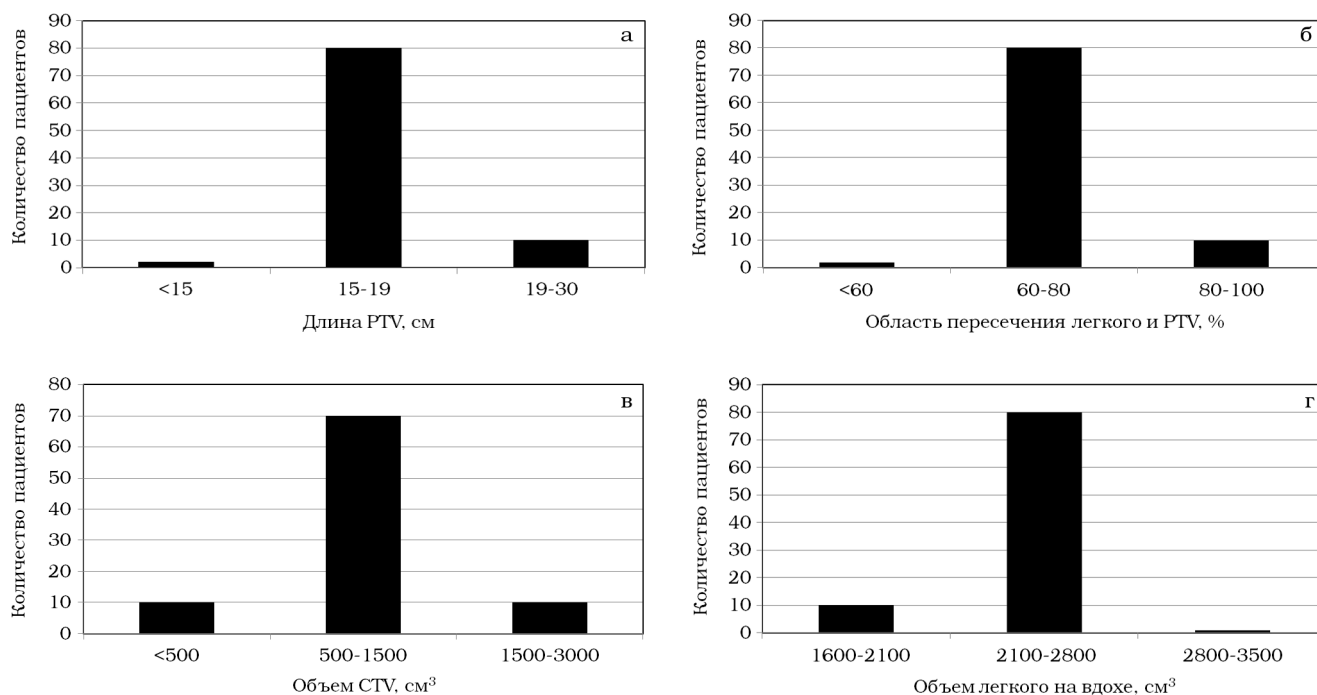 а
Количество пациентов
90
80
70
60
50
40
30
20
10
0
<15 15-19 19-30
Длина PTV, см
б
Количество пациентов
90
80
70
60
50
40
30
20
10
0
<60 60-80 80-100
Область пересечения легкого и PTV, %
в
Количество пациентов
80
70
60
50
40
30
20
10
0
<500 500-1500 1500-3000
Объем CTV, см³
г
Количество пациентов
90
80
70
60
50
40
30
20
10
0
1600-2100 2100-2800 2800-3500
Объем легкого на вдохе, см³